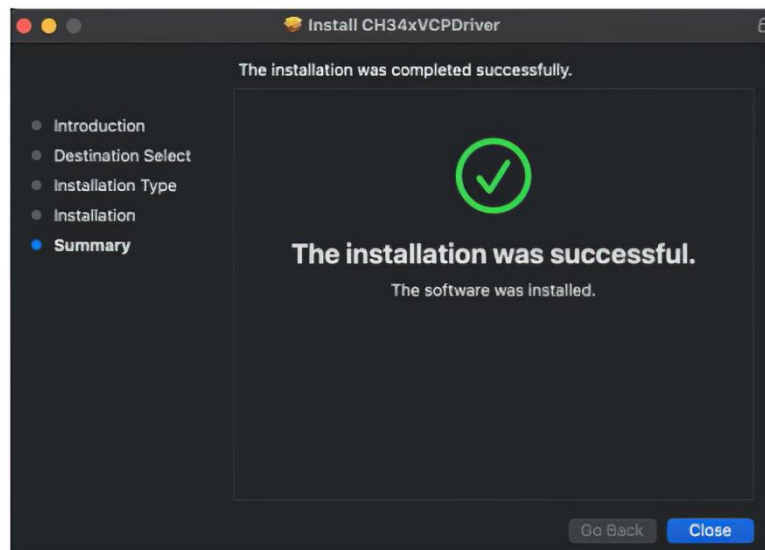 Install CH34xVCPDriver
The installation was completed successfully.
Introduction
Destination Select
Installation Type
Installation
Summary
The installation was successful.
The software was installed.
Go Back
Close